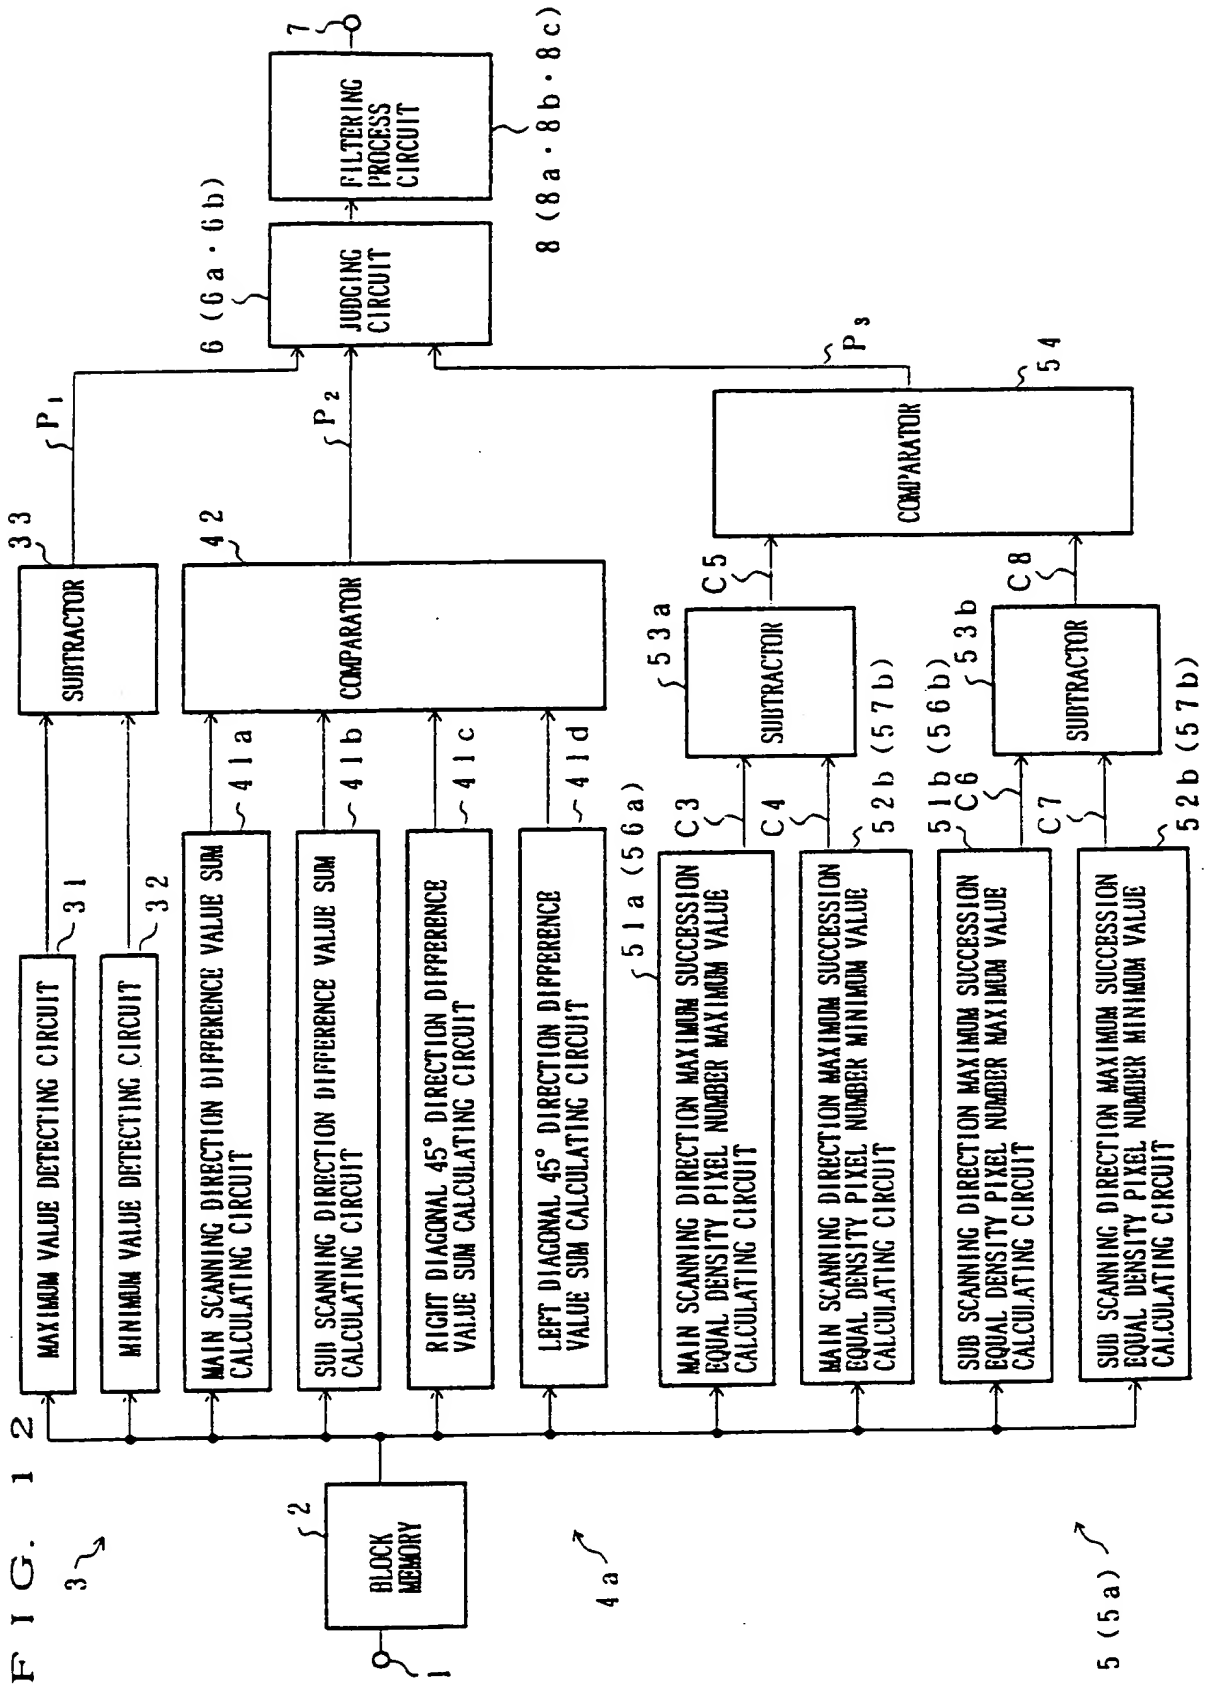 FIG. 12
3
1
2
BLOCK
MEMORY
4a
5 (5a)
MAXIMUM VALUE DETECTING CIRCUIT
31
MINIMUM VALUE DETECTING CIRCUIT
32
MAIN SCANNING DIRECTION DIFFERENCE VALUE SUM
CALCULATING CIRCUIT
41a
SUB SCANNING DIRECTION DIFFERENCE VALUE SUM
CALCULATING CIRCUIT
41b
RIGHT DIAGONAL 45° DIRECTION DIFFERENCE
VALUE SUM CALCULATING CIRCUIT
41c
LEFT DIAGONAL 45° DIRECTION DIFFERENCE
VALUE SUM CALCULATING CIRCUIT
41d
51a (56a)
MAIN SCANNING DIRECTION MAXIMUM SUCCESSION
EQUAL DENSITY PIXEL NUMBER MAXIMUM VALUE
CALCULATING CIRCUIT
C3
MAIN SCANNING DIRECTION MAXIMUM SUCCESSION
EQUAL DENSITY PIXEL NUMBER MINIMUM VALUE
CALCULATING CIRCUIT
C4
52b (57b)
51b (56b)
SUB SCANNING DIRECTION MAXIMUM SUCCESSION
EQUAL DENSITY PIXEL NUMBER MAXIMUM VALUE
CALCULATING CIRCUIT
C6
SUB SCANNING DIRECTION MAXIMUM SUCCESSION
EQUAL DENSITY PIXEL NUMBER MINIMUM VALUE
CALCULATING CIRCUIT
C7
52b (57b)
33
SUBTRACTOR
42
COMPARATOR
53a
SUBTRACTOR
C5
53b
SUBTRACTOR
C8
COMPARATOR
54
P1
P2
P3
6 (6a·6b)
JUDGING
CIRCUIT
FILTERING
PROCESS
CIRCUIT
8 (8a·8b·8c)
7